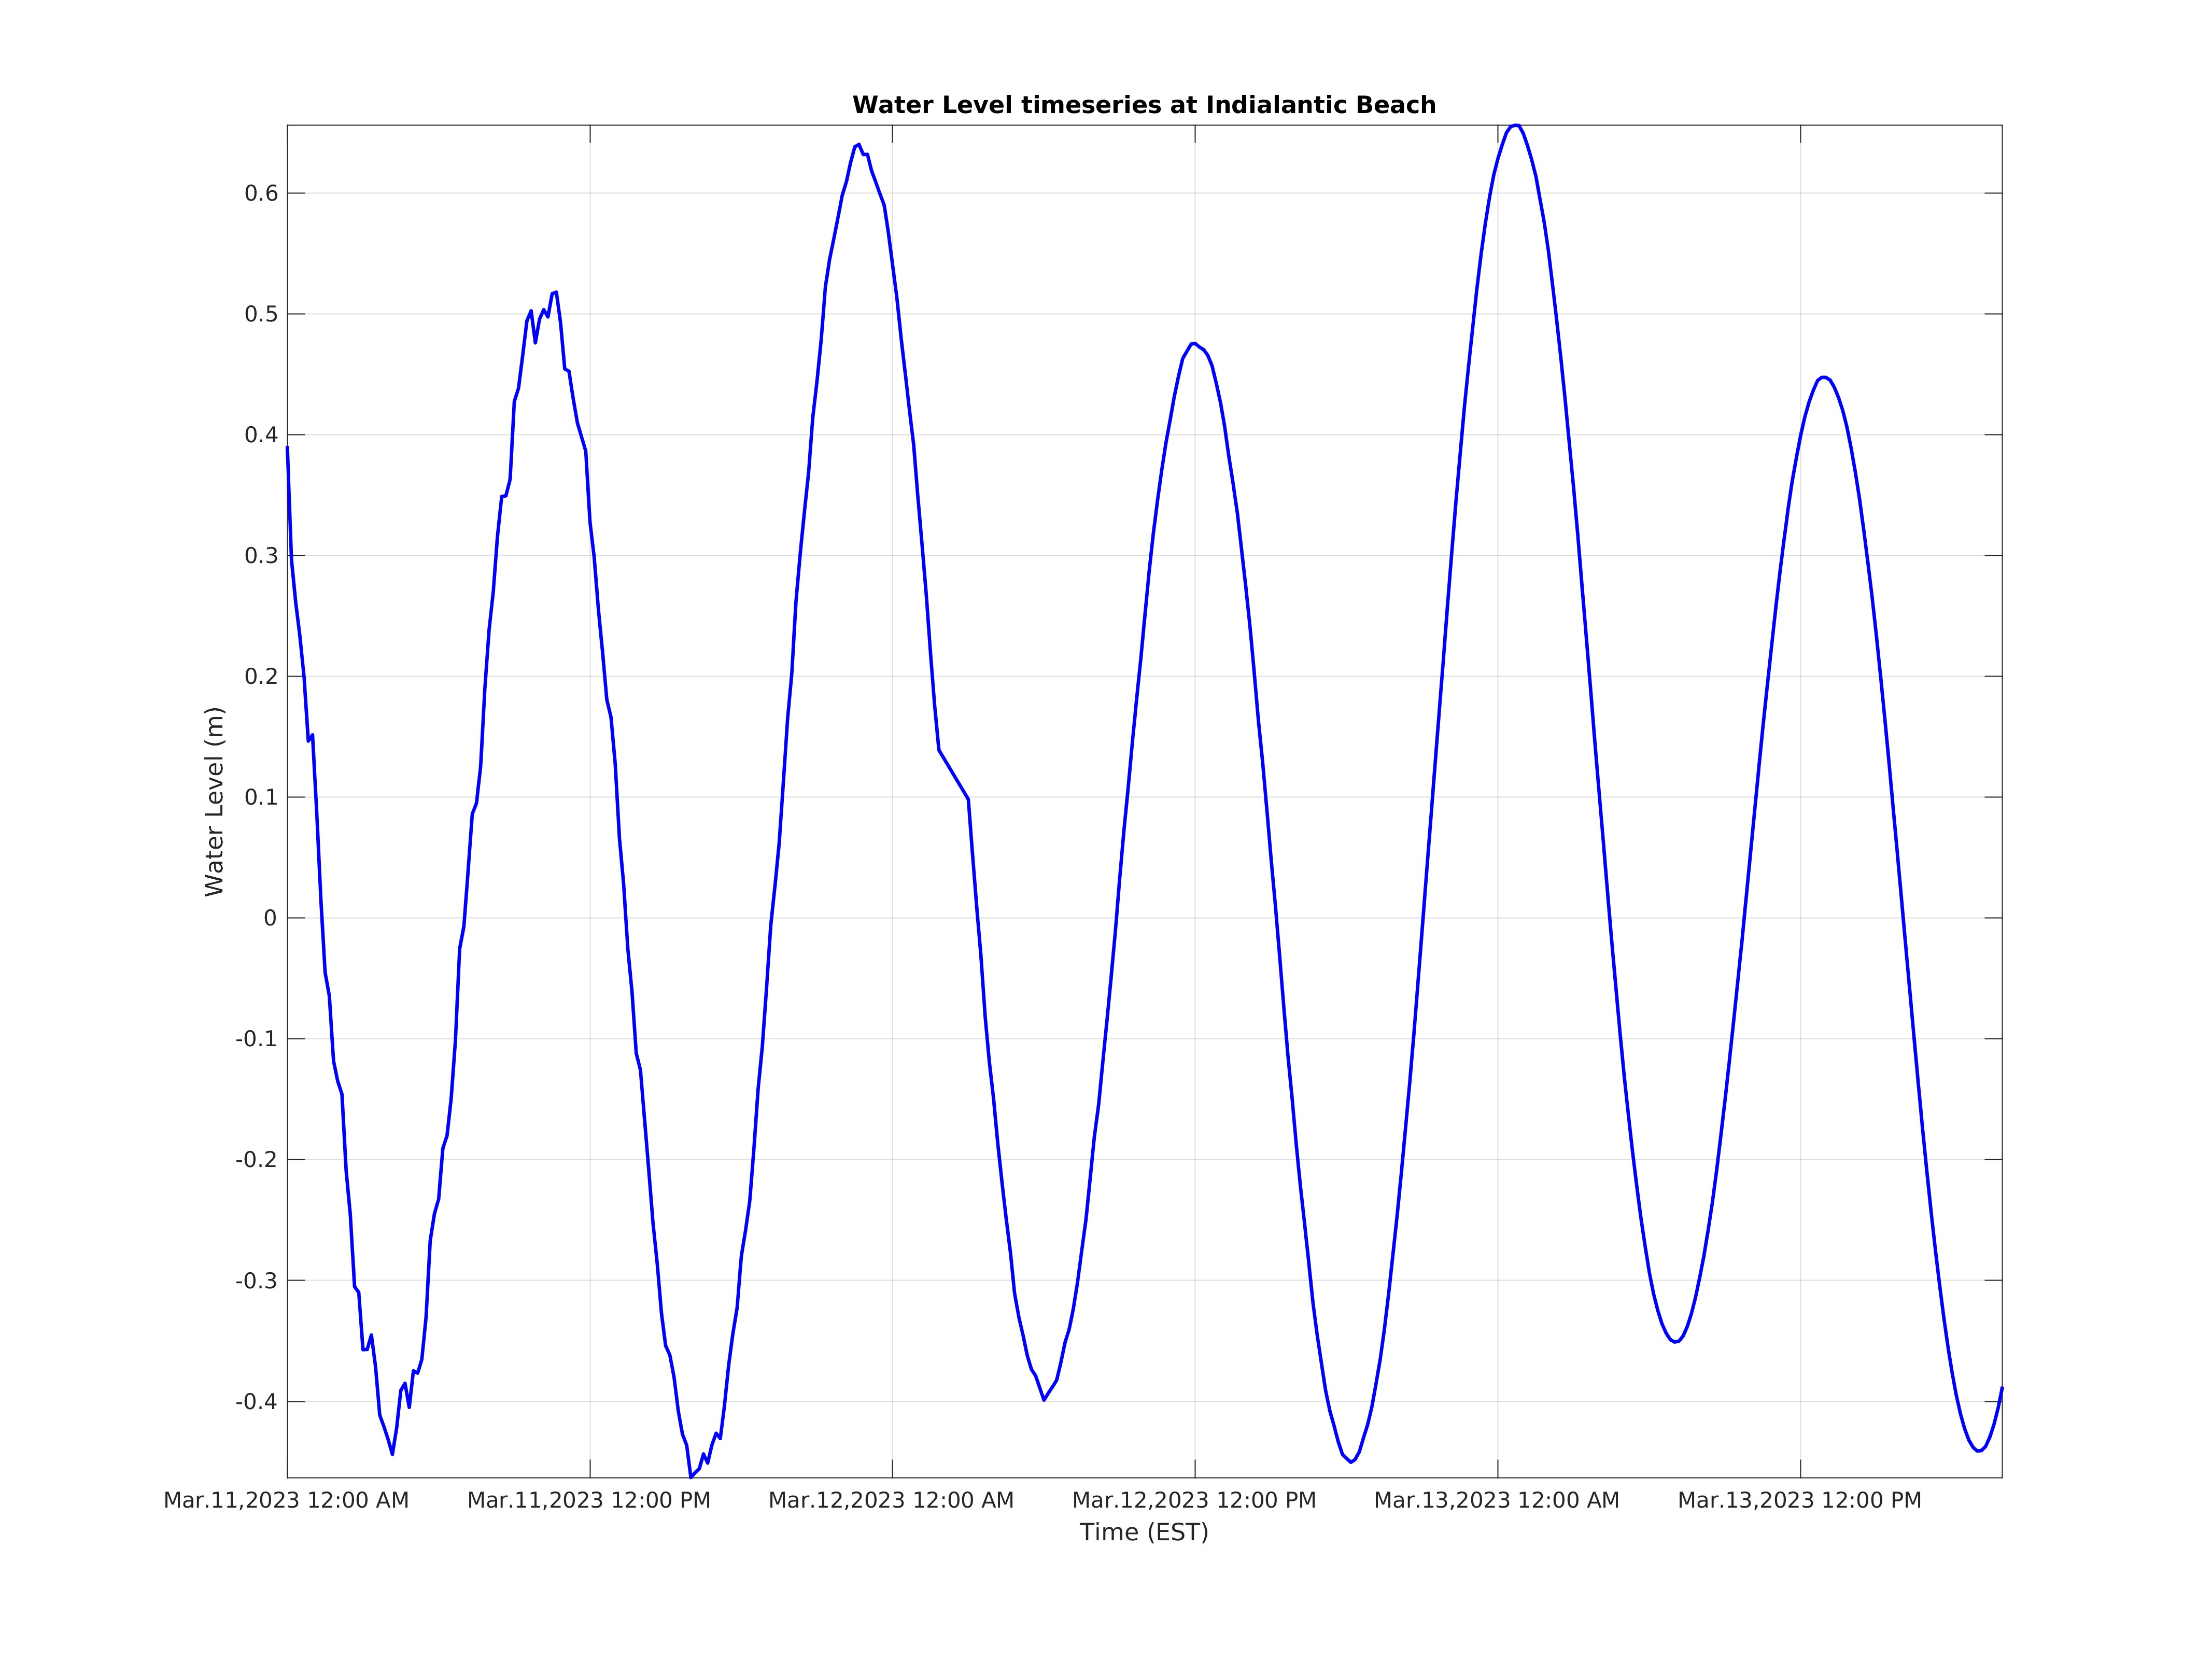 Water Level timeseries at Indialantic Beach
0.6
0.5
0.4
0.3
0.2
0.1
0
-0.1
-0.2
-0.3
-0.4
Water Level (m)
Mar.11,2023 12:00 AM
Mar.11,2023 12:00 PM
Mar.12,2023 12:00 AM
Mar.12,2023 12:00 PM
Mar.13,2023 12:00 AM
Mar.13,2023 12:00 PM
Time (EST)